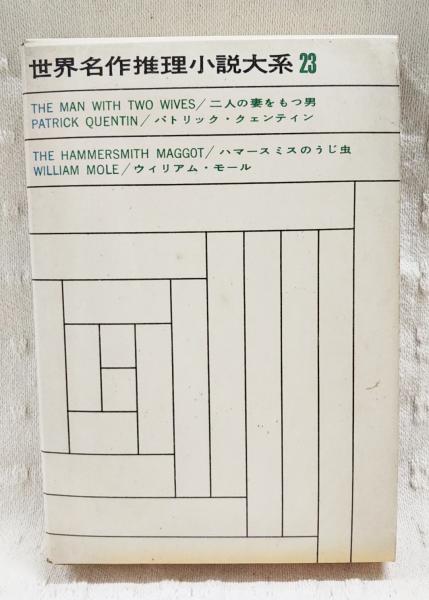 世界名作推理小説大系23
THE MAN WITH TWO WIVES/二人の妻をもつ男
PATRICK QUENTIN/パトリック・クェンティン
THE HAMMERSMITH MAGGOT/ハマースミスのうじ虫
WILLIAM MOLE/ウィリアム・モール